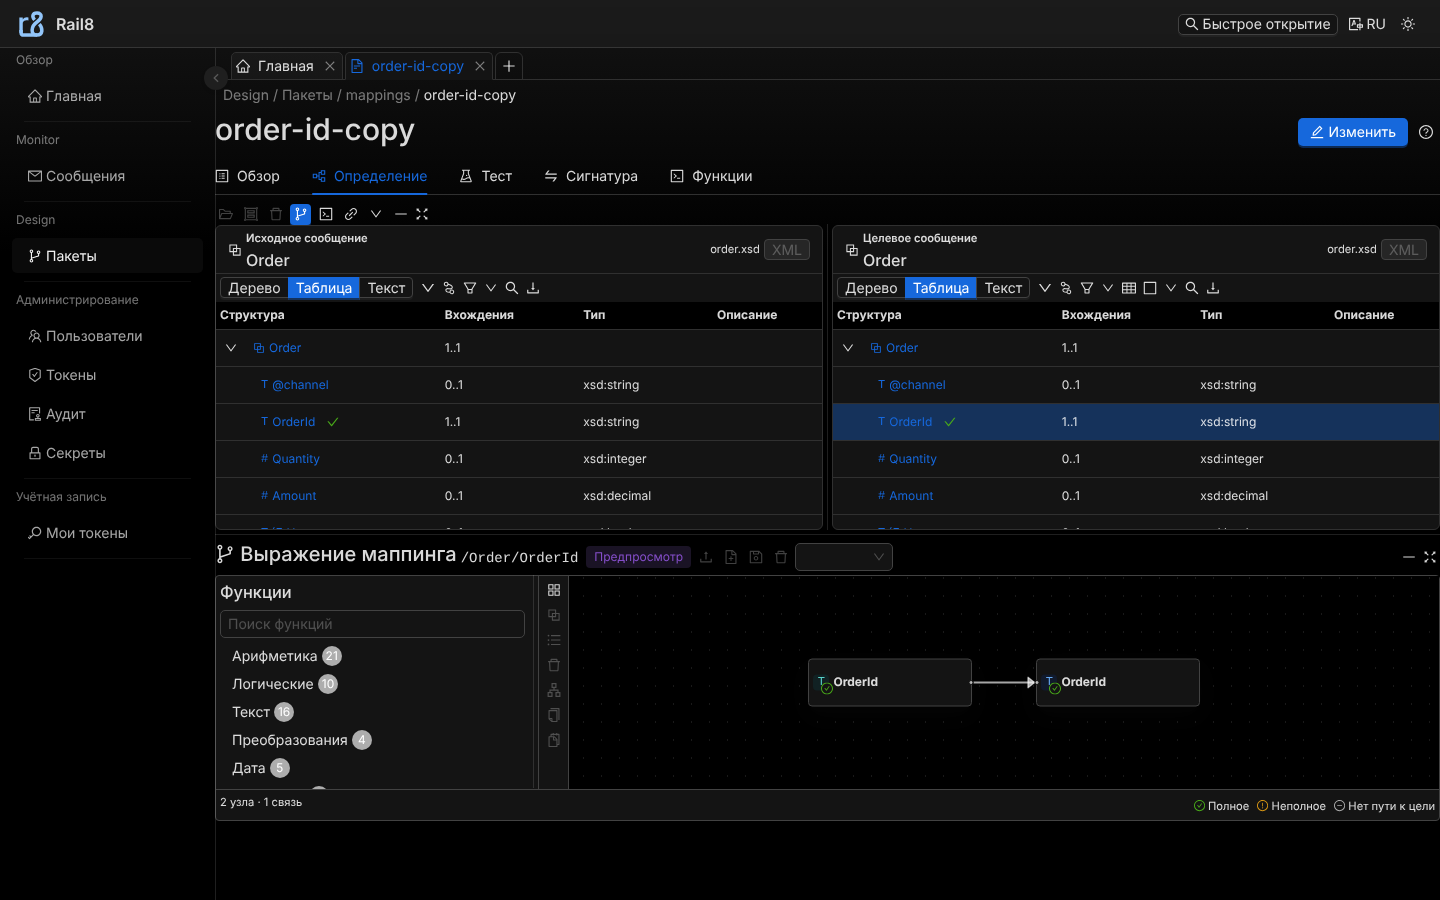 Rail8
Быстрое открытие
RU
Обзор
Главная
Monitor
Сообщения
Design
Пакеты
Администрирование
Пользователи
Токены
Аудит
Секреты
Учётная запись
Мои токены
Главная
order-id-copy
Design / Пакеты / mappings / order-id-copy
order-id-copy
Изменить
Обзор
Определение
Тест
Сигнатура
Функции
Исходное сообщение
Order
order.xsd XML
Дерево Таблица Текст
Структура Вхождения Тип Описание
Order 1..1
T @channel 0..1 xsd:string
T OrderId 1..1 xsd:string
# Quantity 0..1 xsd:integer
# Amount 0..1 xsd:decimal
Целевое сообщение
Order
order.xsd XML
Дерево Таблица Текст
Структура Вхождения Тип Описание
Order 1..1
T @channel 0..1 xsd:string
T OrderId 1..1 xsd:string
# Quantity 0..1 xsd:integer
# Amount 0..1 xsd:decimal
Выражение маппинга /Order/OrderId Предпросмотр
Функции
Поиск функций
Арифметика 21
Логические 10
Текст 16
Преобразования 4
Дата 5
T OrderId
T OrderId
2 узла · 1 связь
Полное Неполное Нет пути к цели